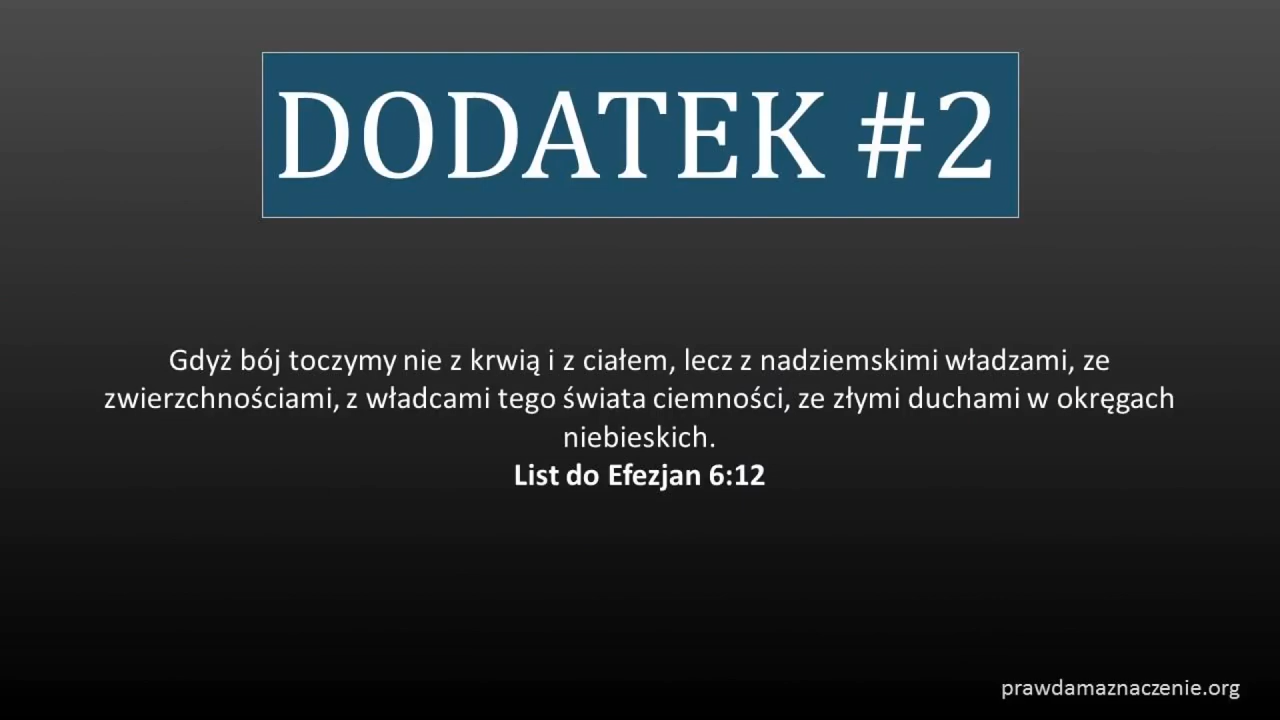 DODATEK #2
Gdyż bój toczymy nie z krwią i z ciałem, lecz z nadziemskimi władzami, ze
zwierzchnościami, z władcami tego świata ciemności, ze złymi duchami w okręgach
niebieskich.
List do Efezjan 6:12
prawdamaznaczenie.org